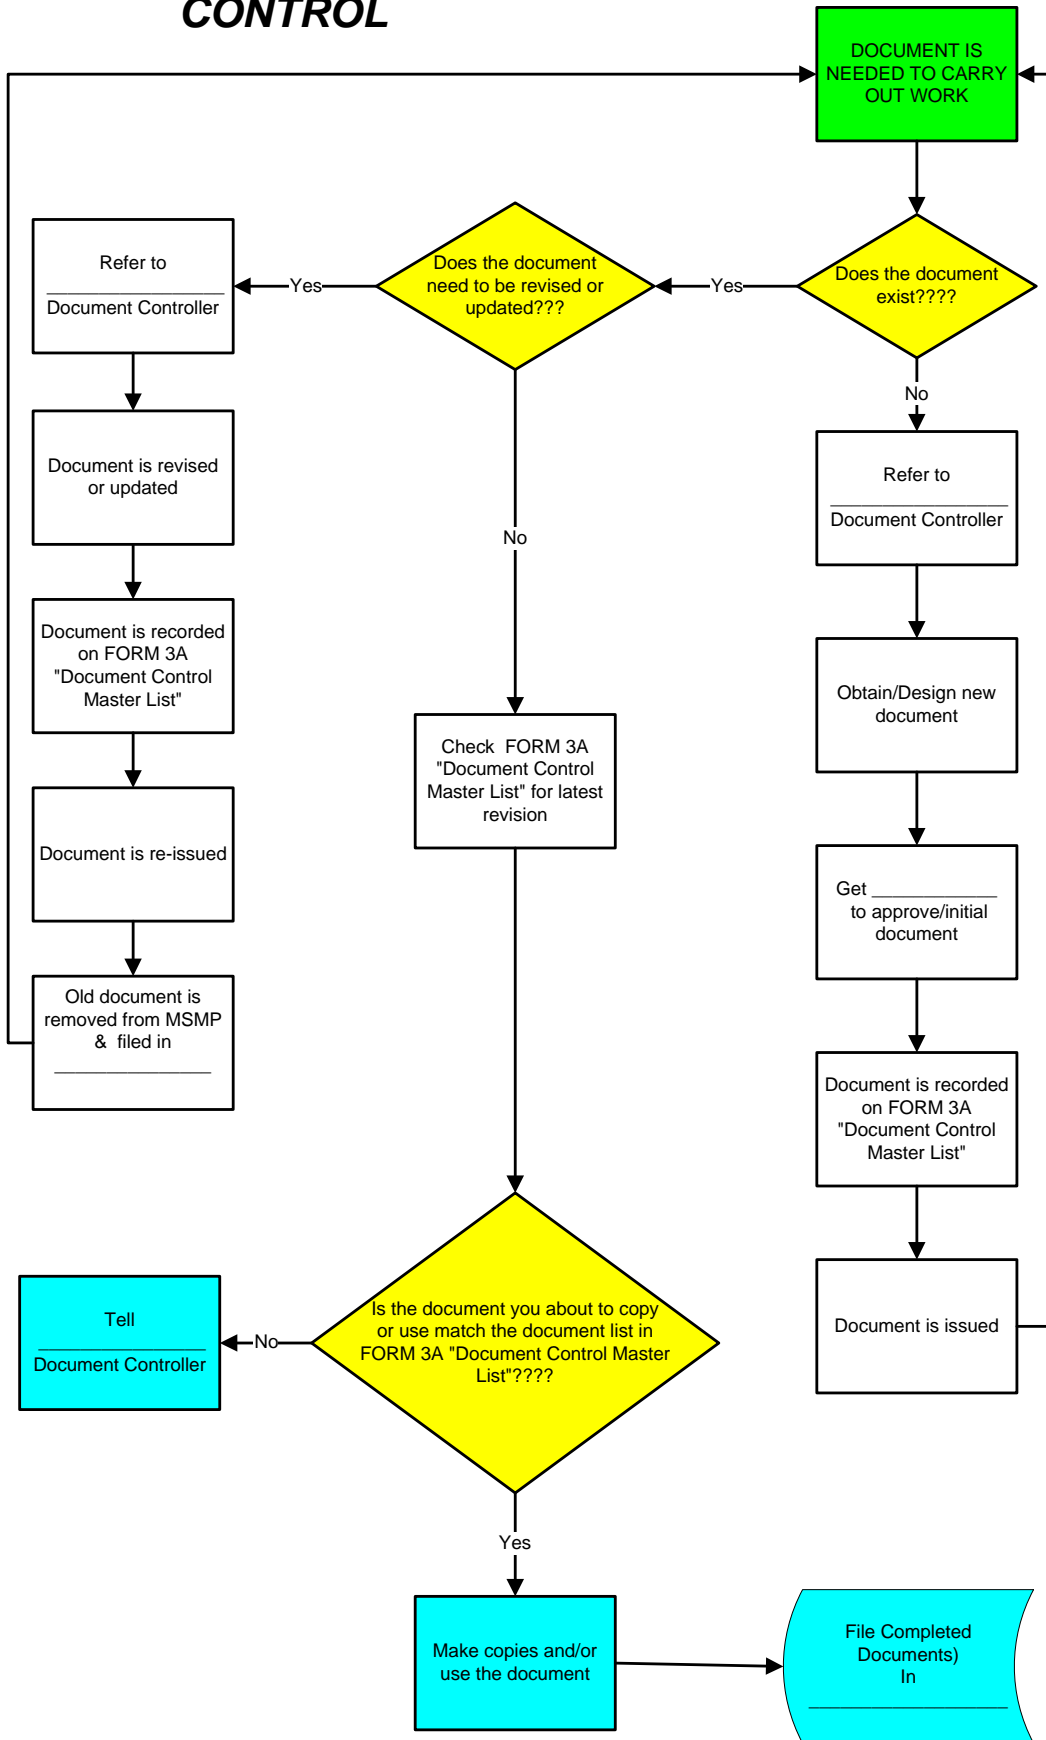 CONTROL
DOCUMENT IS
NEEDED TO CARRY
OUT WORK
Does the document
exist????
Yes
Does the document
need to be revised or
updated???
Yes
Refer to
_________________
Document Controller
Document is revised
or updated
Document is recorded
on FORM 3A
"Document Control
Master List"
Document is re-issued
Old document is
removed from MSMP
& filed in
_______________
No
Check  FORM 3A
"Document Control
Master List" for latest
revision
No
Refer to
_________________
Document Controller
Obtain/Design new
document
Get ____________
to approve/initial
document
Document is recorded
on FORM 3A
"Document Control
Master List"
Document is issued
Is the document you about to copy
or use match the document list in
FORM 3A "Document Control Master
List"????
No
Tell
________________
Document Controller
Yes
Make copies and/or
use the document
File Completed
Documents)
In
___________________